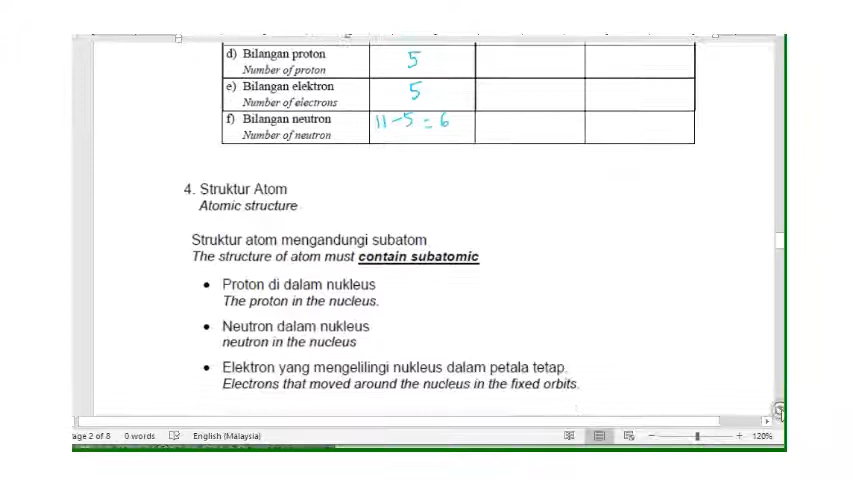 d) Bilangan proton
Number of proton
5
e) Bilangan elektron
Number of electrons
5
f) Bilangan neutron
Number of neutron
11 - 5 = 6
4. Struktur Atom
Atomic structure
Struktur atom mengandungi subatom
The structure of atom must contain subatomic
• Proton di dalam nukleus
The proton in the nucleus.
• Neutron dalam nukleus
neutron in the nucleus
• Elektron yang mengelilingi nukleus dalam petala tetap.
Electrons that moved around the nucleus in the fixed orbits.
age 2 of 8 0 words English (Malaysia) 120%